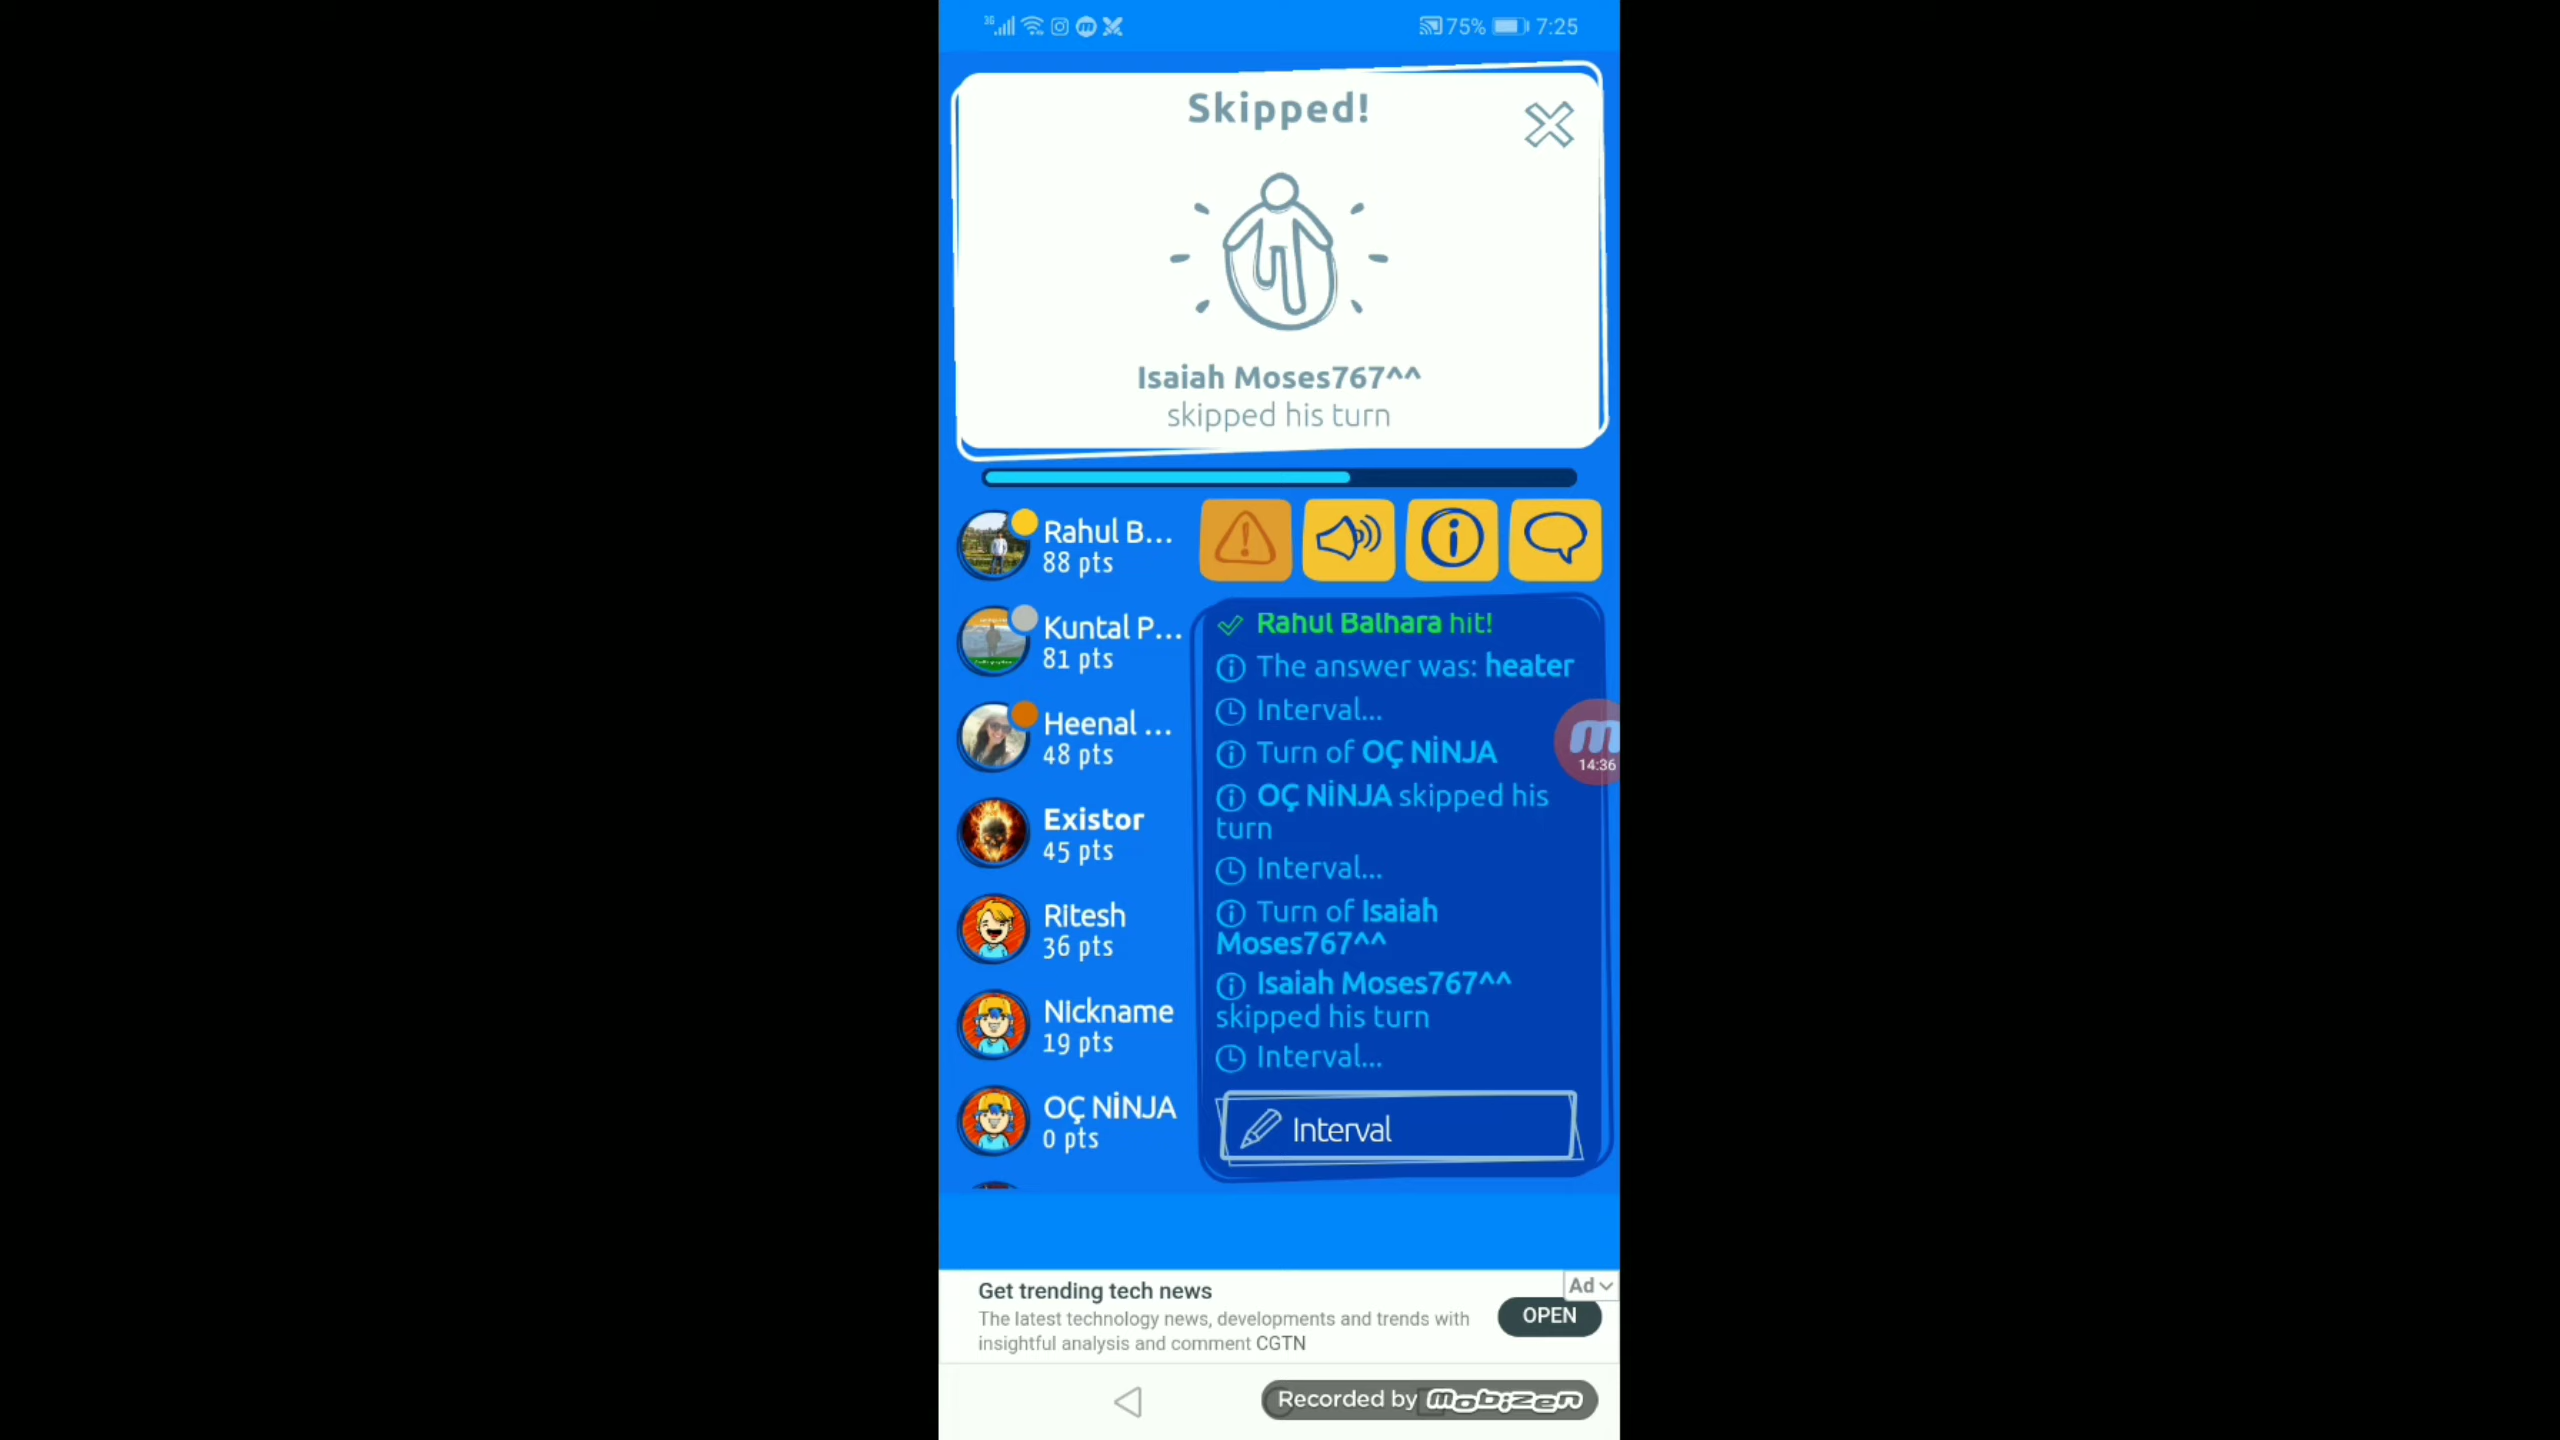 3G
75%
7:25
Skipped!
Isaiah Moses767^^
skipped his turn
Rahul B...
88 pts
Kuntal P...
81 pts
Heenal ...
48 pts
Existor
45 pts
Ritesh
36 pts
Nickname
19 pts
OÇ NİNJA
0 pts
Rahul Balhara hit!
The answer was: heater
Interval...
Turn of OÇ NİNJA
OÇ NİNJA skipped his
turn
Interval...
Turn of Isaiah
Moses767^^
Isaiah Moses767^^
skipped his turn
Interval...
Interval
14:36
Get trending tech news
Ad
The latest technology news, developments and trends with
insightful analysis and comment CGTN
OPEN
Recorded by mobizen